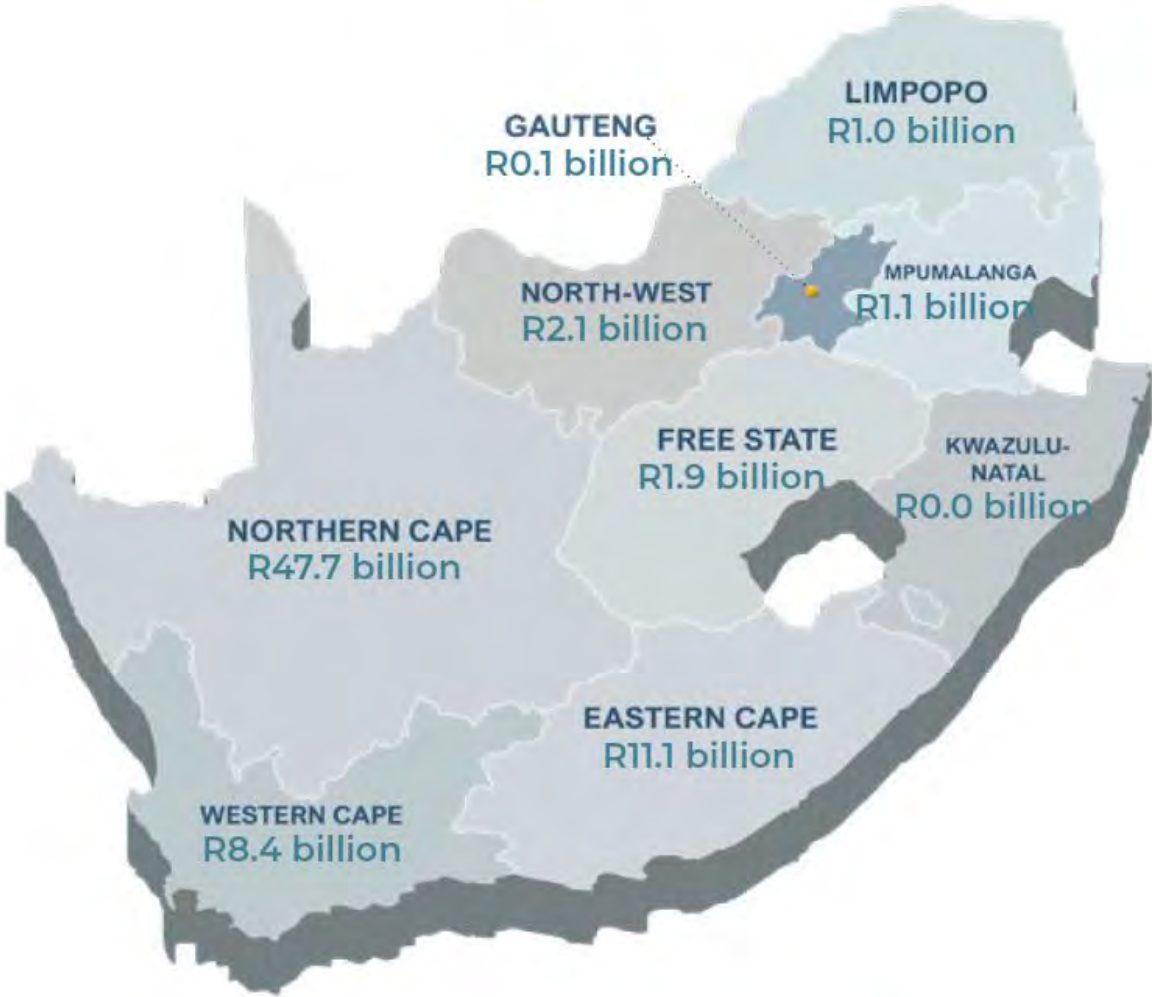 LIMPOPO
R1.0 billion
GAUTENG
R0.1 billion
MPUMALANGA
R1.1 billion
NORTH-WEST
R2.1 billion
FREE STATE
R1.9 billion
KWAZULU-
NATAL
R0.0 billion
NORTHERN CAPE
R47.7 billion
EASTERN CAPE
R11.1 billion
WESTERN CAPE
R8.4 billion